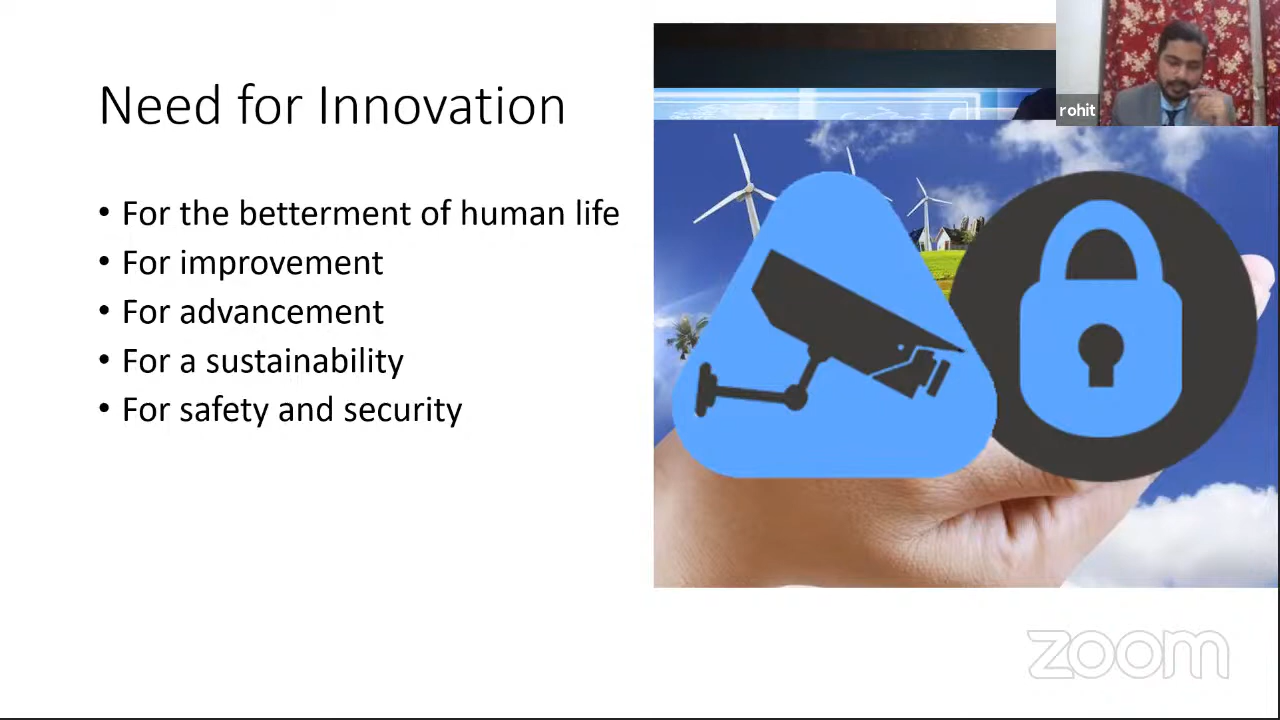 Need for Innovation
• For the betterment of human life
• For improvement
• For advancement
• For a sustainability
• For safety and security
rohit
zoom